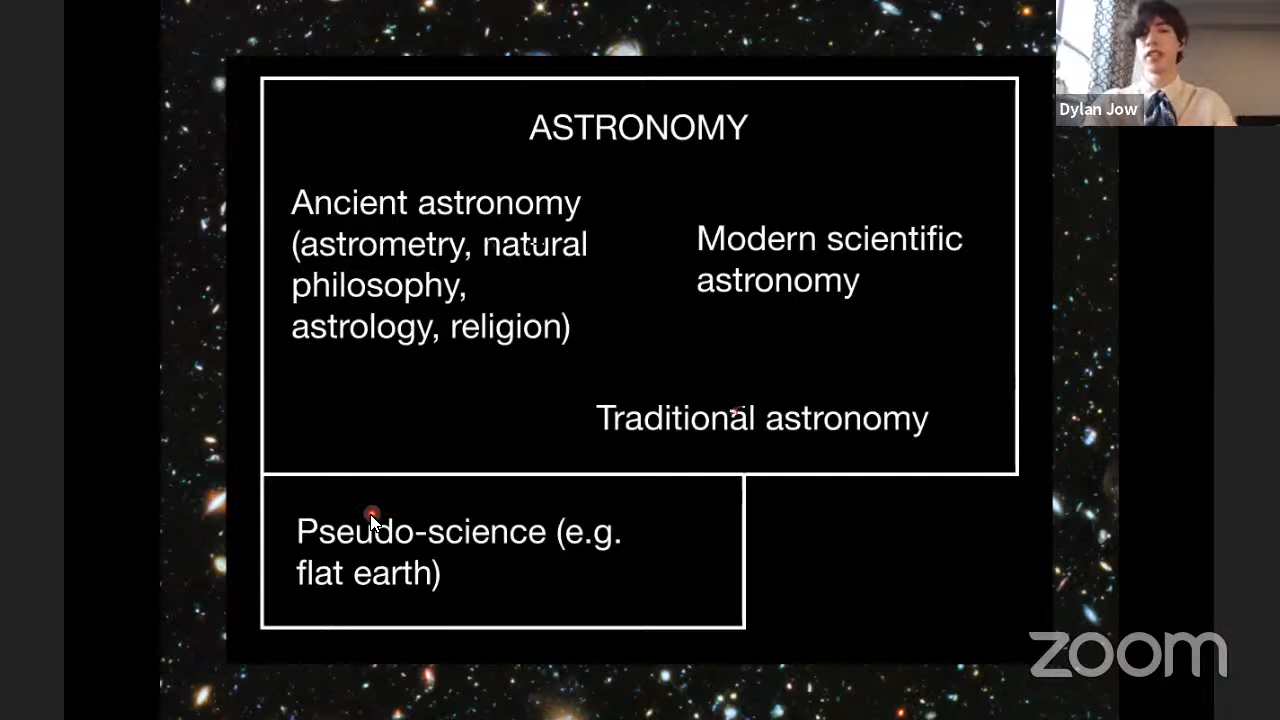 ASTRONOMY
Ancient astronomy
(astrometry, natural
philosophy,
astrology, religion)
Modern scientific
astronomy
Traditional astronomy
Pseudo-science (e.g.
flat earth)
Dylan Jow
zoom